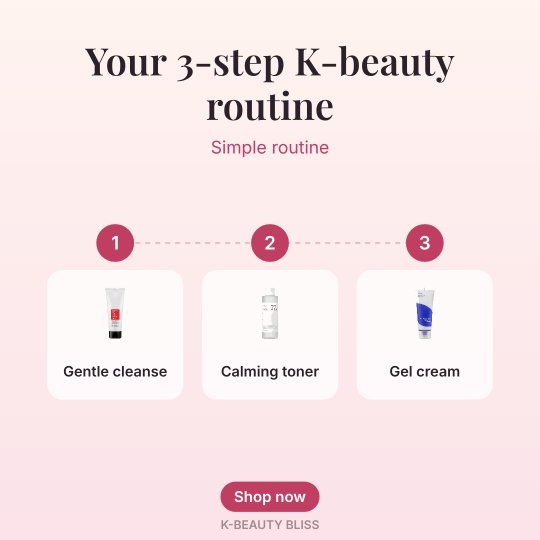 Your 3-step K-beauty
routine
Simple routine
1
2
3
Gentle cleanse
Calming toner
Gel cream
Shop now
K-BEAUTY BLISS